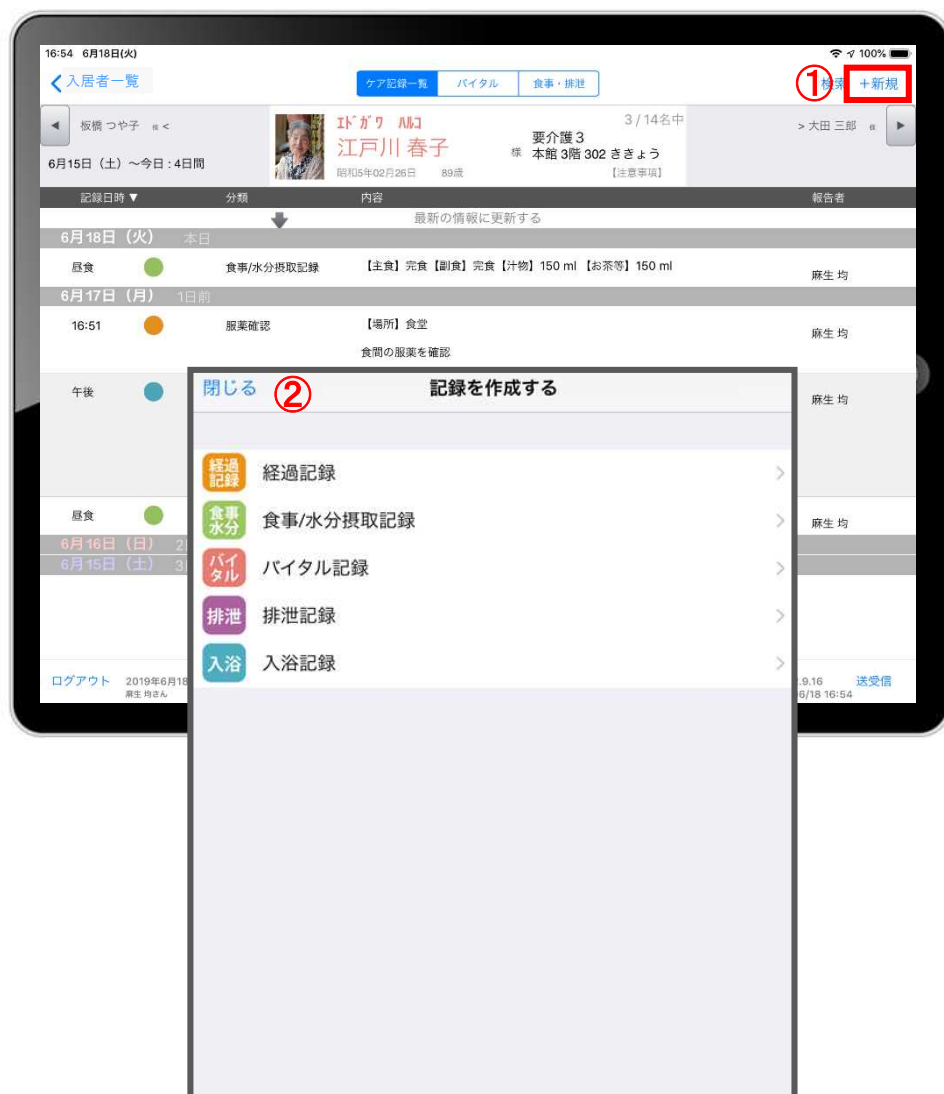 16:54 6月18日(火) 100%
入居者一覧 ケア記録一覧 バイタル 食事・排泄 ① 検索 +新規
板橋 つや子 様 < ｴﾄﾞｶﾞﾜ ﾊﾙｺ 3 / 14名中 > 大田 三郎 様
江戸川 春子 様 要介護３
6月15日（土）～今日 : 4日間 本館 3階 302 ききょう
昭和5年02月26日 89歳 【注意事項】
記録日時 ▼ 分類 内容 報告者
最新の情報に更新する
6月18日（火） 本日
昼食 食事/水分摂取記録 【主食】完食【副食】完食【汁物】150 ml 【お茶等】150 ml 麻生 均
6月17日（月） 1日前
16:51 服薬確認 【場所】食堂 麻生 均
食間の服薬を確認
午後 麻生 均
閉じる ② 記録を作成する
経過記録 経過記録
昼食 麻生 均
食事水分 食事/水分摂取記録
6月16日（日） 2
6月15日（土） 3
バイタル バイタル記録
排泄 排泄記録
入浴 入浴記録
ログアウト 2019年6月18 .9.16 送受信
麻生 均さん 6/18 16:54